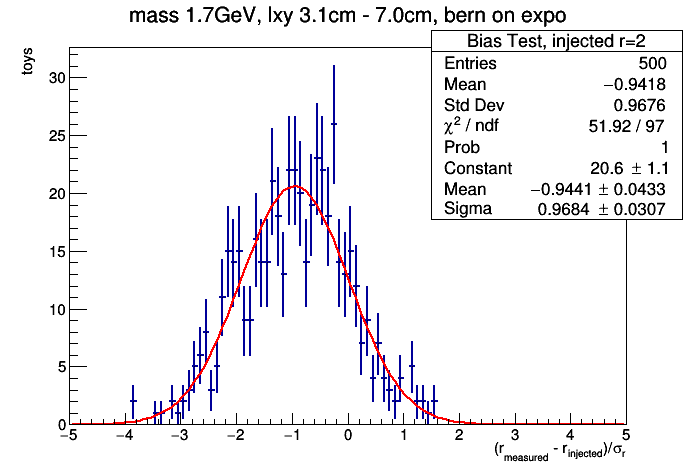 mass 1.7GeV, lxy 3.1cm - 7.0cm, bern on expo
Bias Test, injected r=2
Entries 500
Mean −0.9418
Std Dev 0.9676
χ² / ndf 51.92 / 97
Prob 1
Constant 20.6 ± 1.1
Mean −0.9441 ± 0.0433
Sigma 0.9684 ± 0.0307
toys
30
25
20
15
10
5
0
−5 −4 −3 −2 −1 0 1 2 3 4 5
(r_measured - r_injected)/σ_r